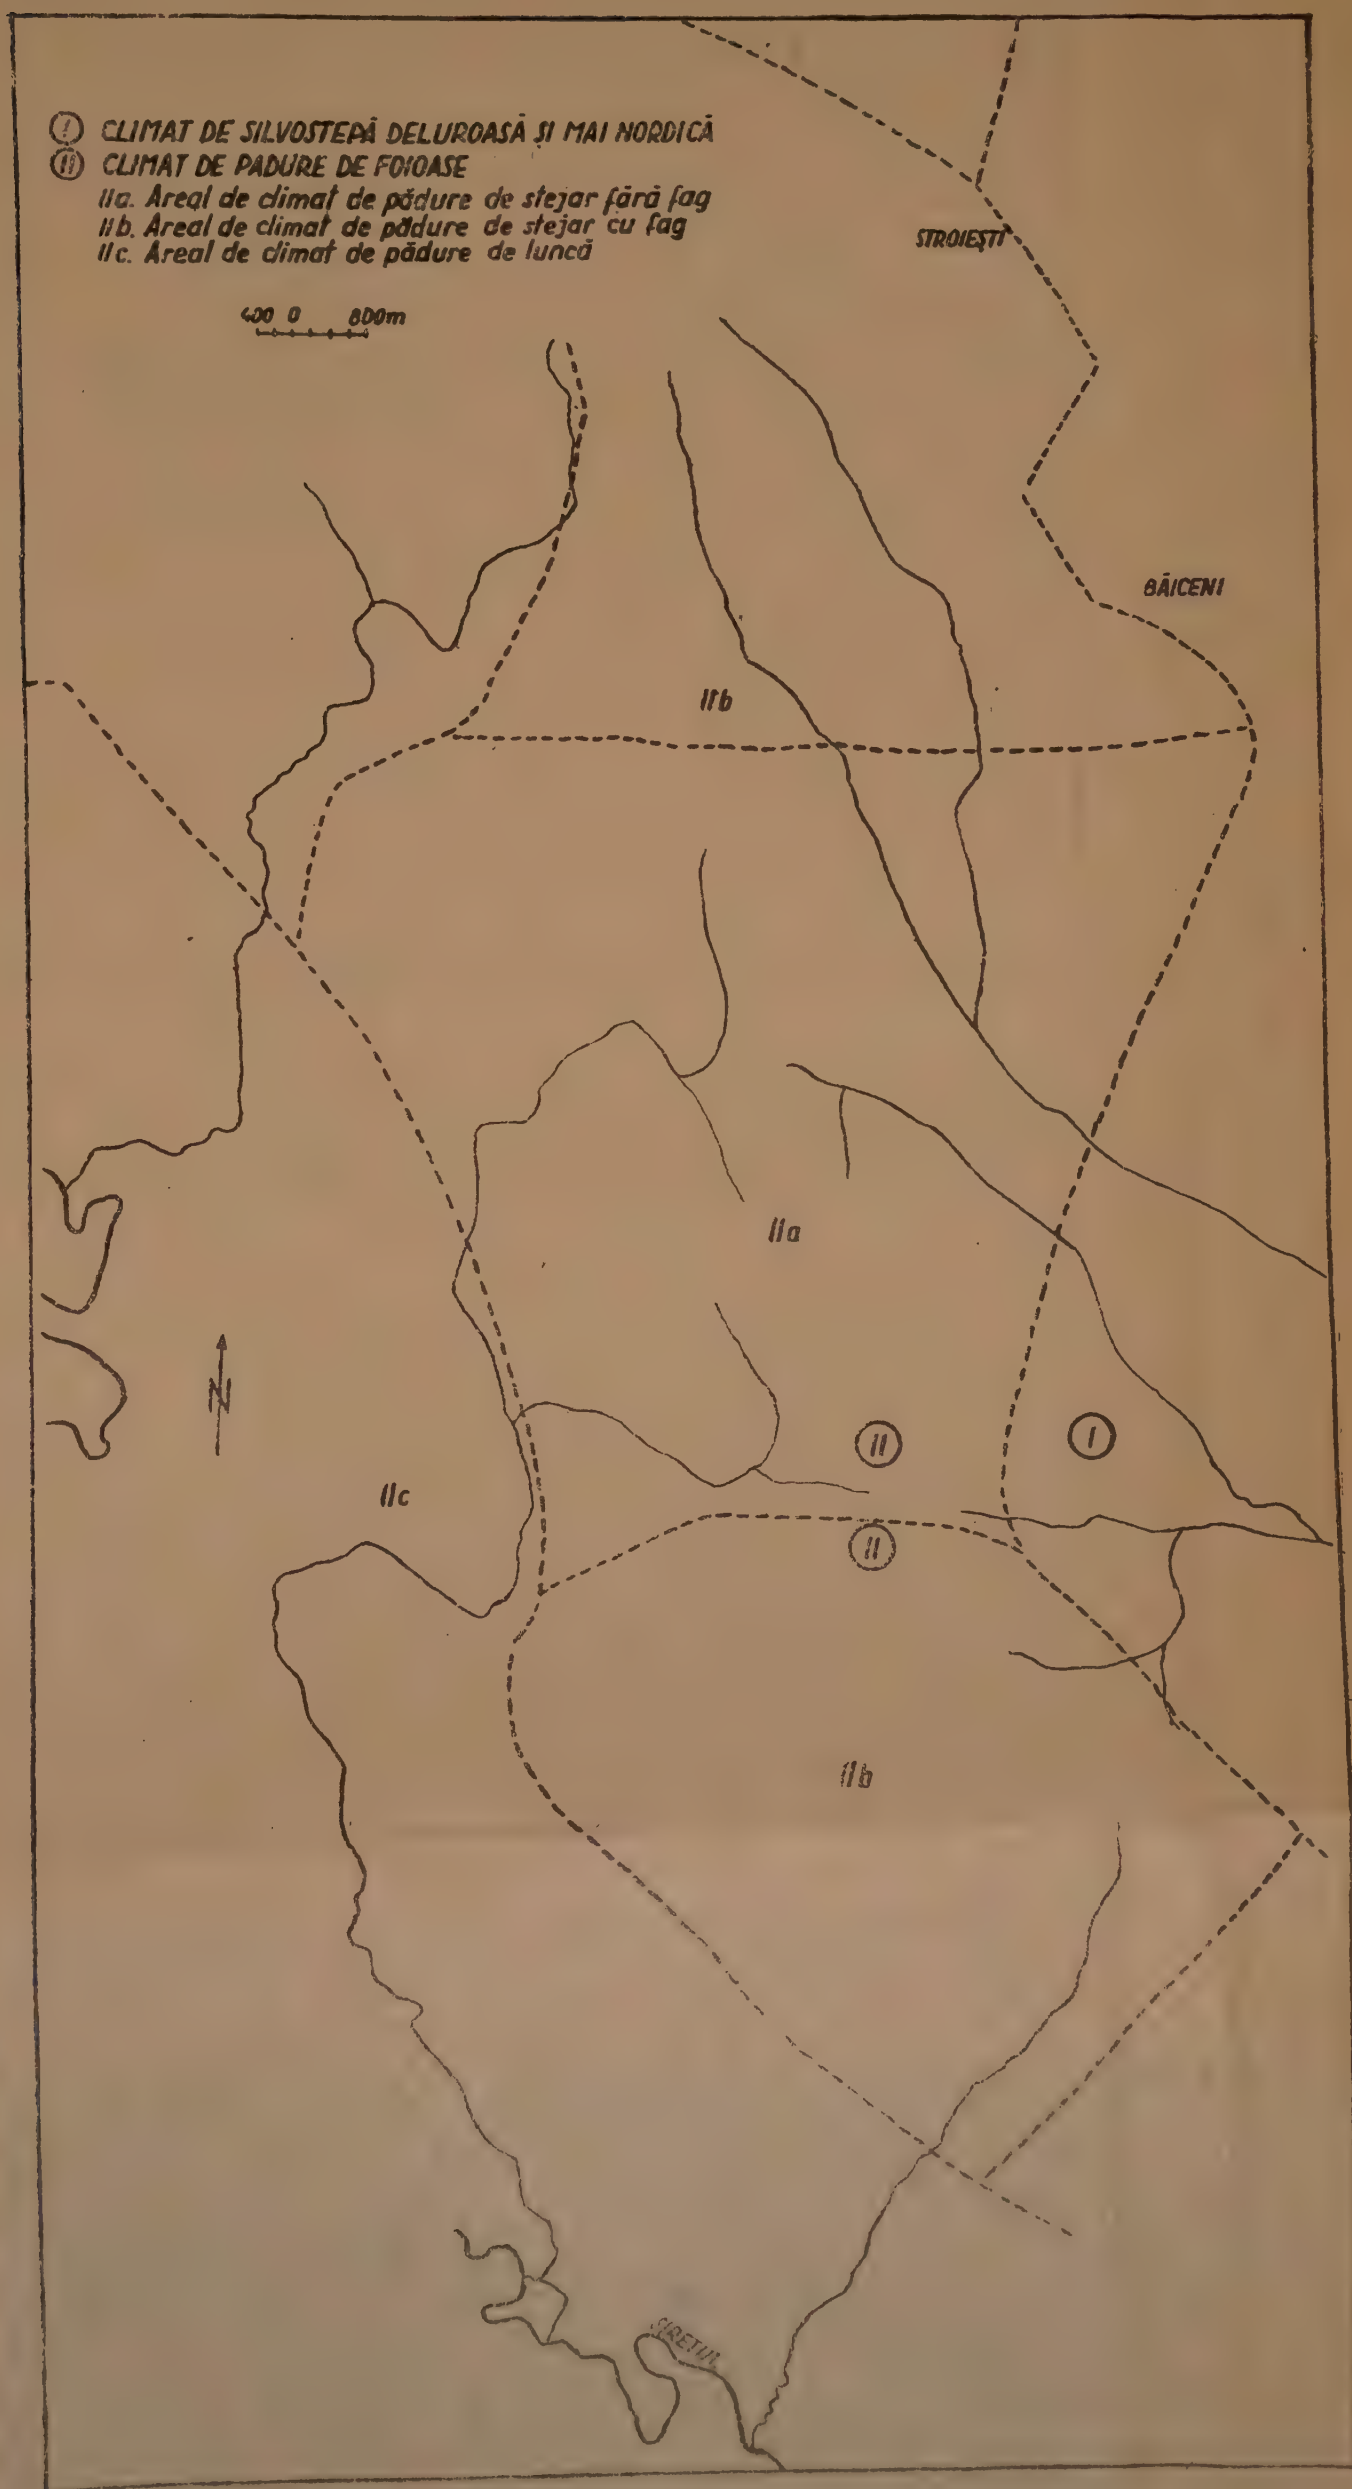 I CLIMAT DE SILVOSTEPĂ DELUROASĂ ȘI MAI NORDICĂ
II CLIMAT DE PADURE DE FOIOASE
IIa. Areal de climat de pădure de stejar fără fag
IIb. Areal de climat de pădure de stejar cu fag
IIc. Areal de climat de pădure de luncă
STROIEȘTI
400 0 800m
BĂICENI
IIb
IIa
N
II
I
IIc
II
IIb
SIRETUL